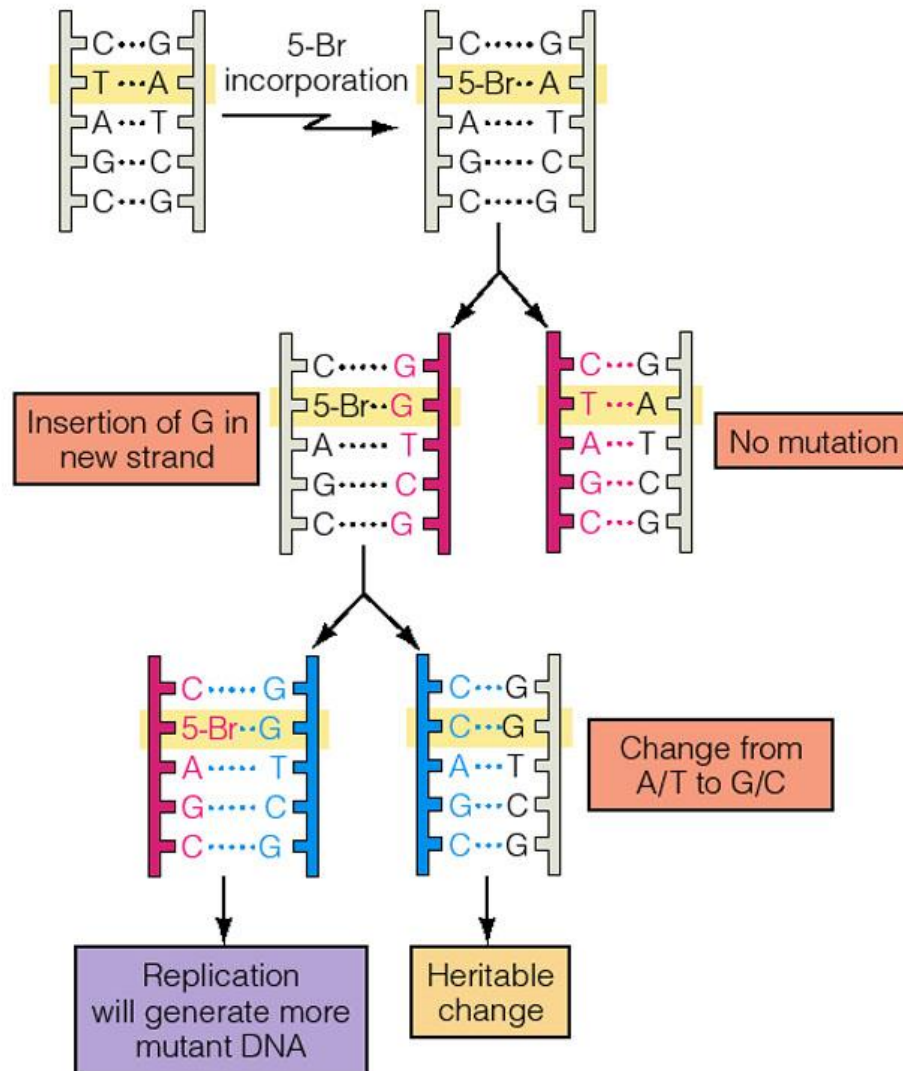 C···G
T···A
A···T
G···C
C···G
5-Br
incorporation
C·····G
5-Br··A
A·····T
G·····C
C·····G
Insertion of G in
new strand
C·····G
5-Br··G
A·····T
G·····C
C·····G
C···G
T···A
A···T
G···C
C···G
No mutation
C·····G
5-Br··G
A·····T
G·····C
C·····G
C···G
C···G
A···T
G···C
C···G
Change from
A/T to G/C
Replication
will generate more
mutant DNA
Heritable
change